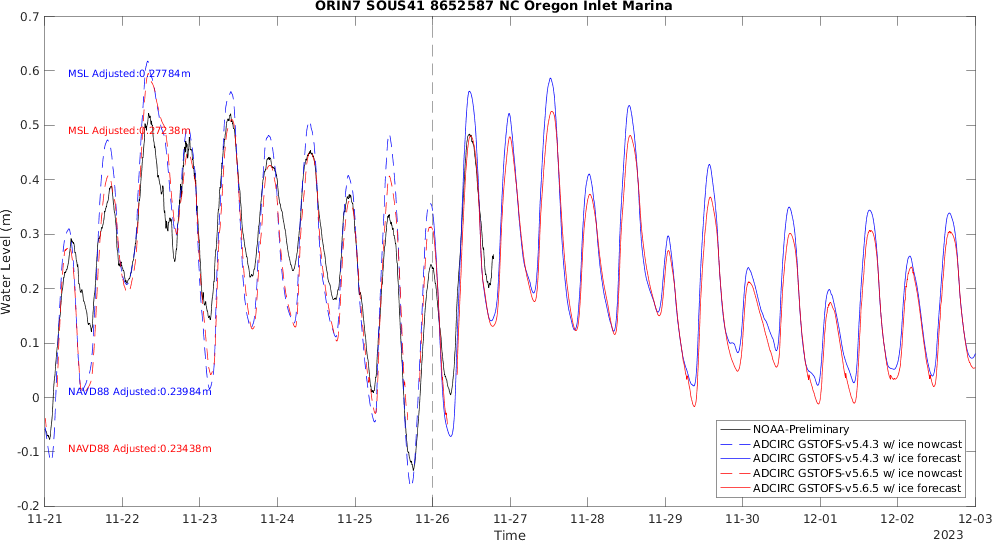 ORIN7 SOUS41 8652587 NC Oregon Inlet Marina
0.7
0.6
0.5
0.4
0.3
0.2
0.1
0
-0.1
-0.2
Water Level (m)
MSL Adjusted:0.27784m
MSL Adjusted:0.27238m
NAVD88 Adjusted:0.23984m
NAVD88 Adjusted:0.23438m
NOAA-Preliminary
ADCIRC GSTOFS-v5.4.3 w/ ice nowcast
ADCIRC GSTOFS-v5.4.3 w/ ice forecast
ADCIRC GSTOFS-v5.6.5 w/ ice nowcast
ADCIRC GSTOFS-v5.6.5 w/ ice forecast
11-21 11-22 11-23 11-24 11-25 11-26 11-27 11-28 11-29 11-30 12-01 12-02 12-03
Time
2023